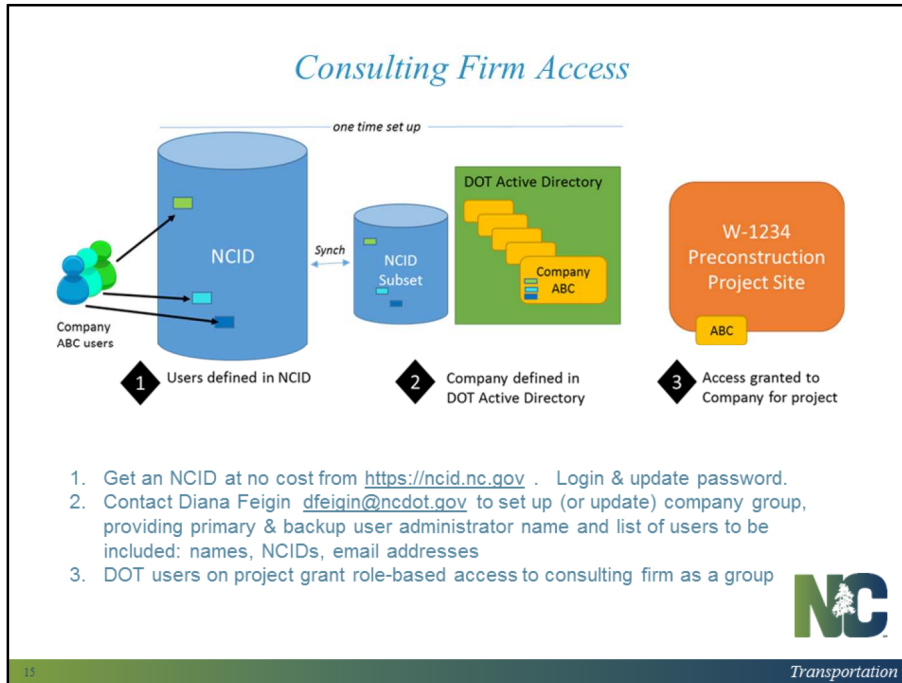 Consulting Firm Access
one time set up
DOT Active Directory
NCID
Synch
NCID
Subset
Company
ABC
W-1234
Preconstruction
Project Site
ABC
Company
ABC users
1
Users defined in NCID
2
Company defined in
DOT Active Directory
3
Access granted to
Company for project
1. Get an NCID at no cost from https://ncid.nc.gov . Login & update password.
2. Contact Diana Feigin dfeigin@ncdot.gov to set up (or update) company group,
providing primary & backup user administrator name and list of users to be
included: names, NCIDs, email addresses
3. DOT users on project grant role-based access to consulting firm as a group
NC
15
Transportation